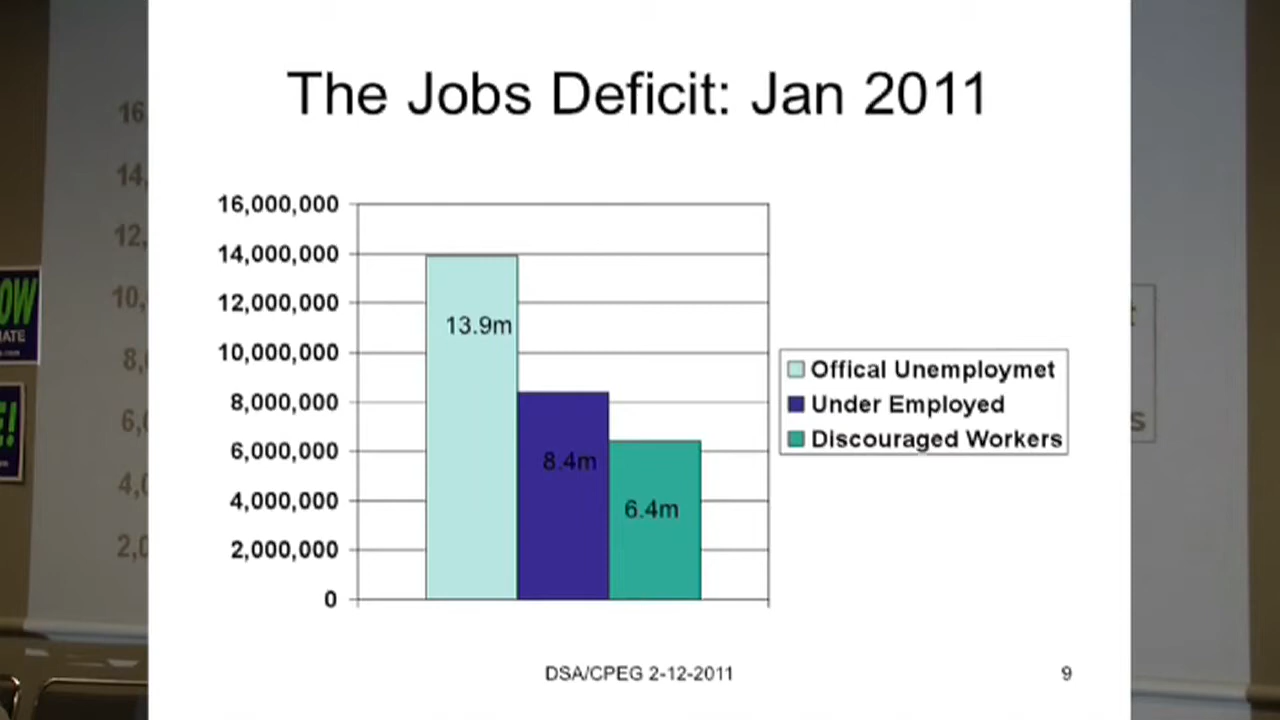 The Jobs Deficit: Jan 2011
16,000,000
14,000,000
12,000,000
10,000,000
8,000,000
6,000,000
4,000,000
2,000,000
0
13.9m
8.4m
6.4m
Offical Unemploymet
Under Employed
Discouraged Workers
DSA/CPEG 2-12-2011
9